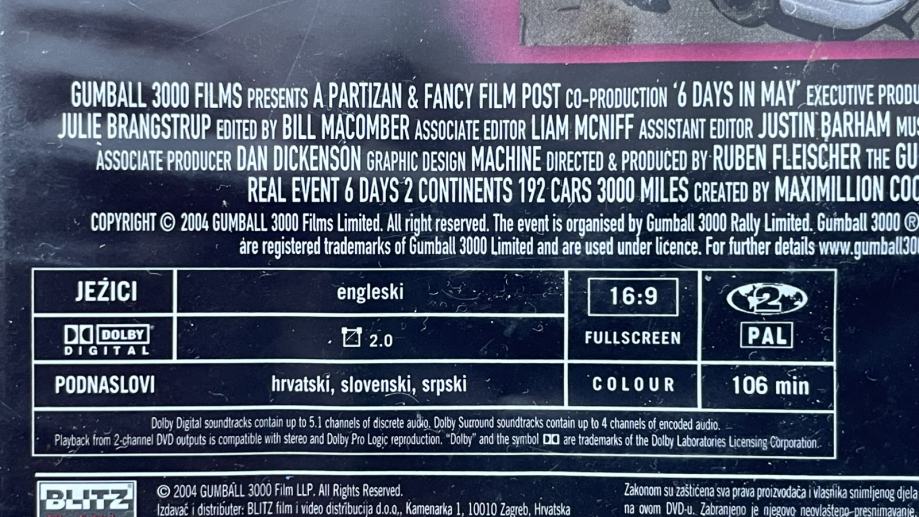 GUMBALL 3000 FILMS PRESENTS A PARTIZAN & FANCY FILM POST CO-PRODUCTION '6 DAYS IN MAY' EXECUTIVE
JULIE BRANGSTRUP EDITED BY BILL MACOMBER ASSOCIATE EDITOR LIAM MCNIFF ASSISTANT EDITOR JUSTIN BARHAM
ASSOCIATE PRODUCER DAN DICKENSON GRAPHIC DESIGN MACHINE DIRECTED & PRODUCED BY RUBEN FLEISCHER THE
REAL EVENT 6 DAYS 2 CONTINENTS 192 CARS 3000 MILES CREATED BY MAXIMILLION
COPYRIGHT © 2004 GUMBALL 3000 Films Limited. All right reserved. The event is organised by Gumball 3000 Rally Limited. Gumball 3000 ®
are registered trademarks of Gumball 3000 Limited and are used under licence. For further details www.gumball30
JEŽICI engleski 16:9 2
DOLBY DIGITAL 2.0 FULLSCREEN PAL
PODNASLOVI hrvatski, slovenski, srpski COLOUR 106 min
Dolby Digital soundtracks contain up to 5.1 channels of discrete audio. Dolby Surround soundtracks contain up to 4 channels of encoded audio.
Playback from 2-channel DVD outputs is compatible with stereo and Dolby Pro Logic reproduction. "Dolby" and the symbol are trademarks of the Dolby Laboratories Licensing Corporation.
BLITZ
© 2004 GUMBALL 3000 Film LLP. All Rights Reserved.
Izdavač i distributer: BLITZ film i video distribucija d.o.o., Kamenarka 1, 10010 Zagreb, Hrvatska
Zakonom su zaštićena sva prava proizvođača i vlasnika snimljenog djela
na ovom DVD-u. Zabranjeno je njegovo neovlašteno presnimavanje,